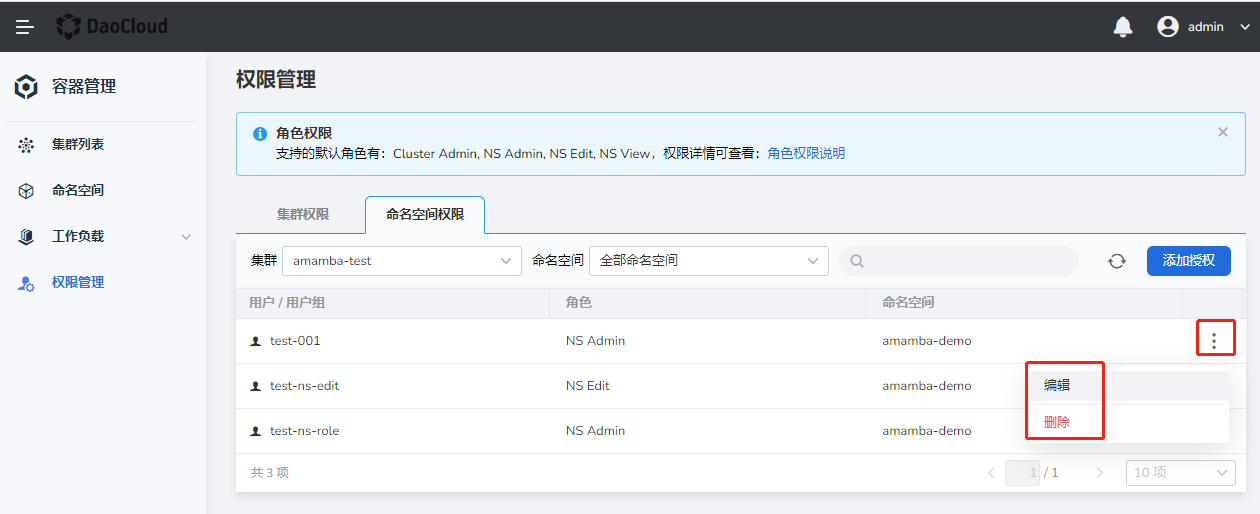 DaoCloud
admin
容器管理
集群列表
命名空间
工作负载
权限管理
权限管理
角色权限
支持的默认角色有：Cluster Admin, NS Admin, NS Edit, NS View，权限详情可查看：角色权限说明
集群权限 命名空间权限
集群 amamba-test 命名空间 全部命名空间 添加授权
用户 / 用户组 角色 命名空间
test-001 NS Admin amamba-demo
test-ns-edit NS Edit amamba-demo
test-ns-role NS Admin amamba-demo
编辑
删除
共 3 项 1 / 1 10 项